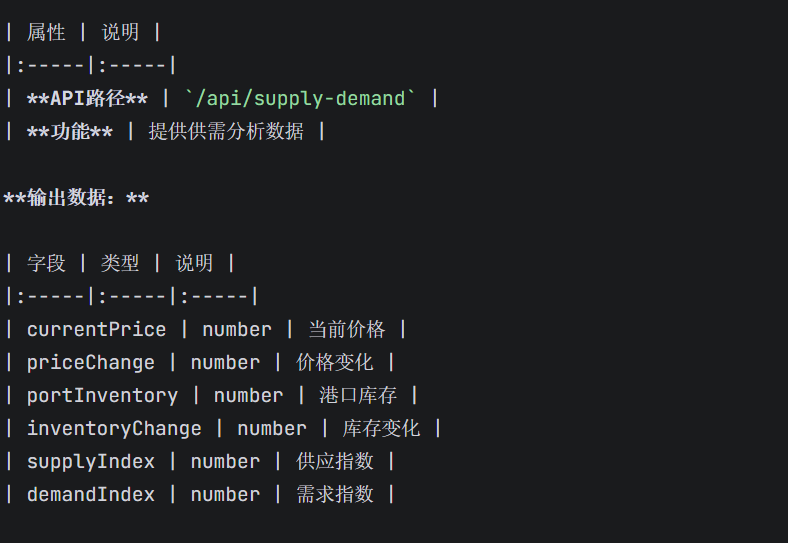 | 属性 | 说明 |
|:-----|:-----|
| **API路径** | `/api/supply-demand` |
| **功能** | 提供供需分析数据 |
**输出数据：**
| 字段 | 类型 | 说明 |
|:-----|:-----|:-----|
| currentPrice | number | 当前价格 |
| priceChange | number | 价格变化 |
| portInventory | number | 港口库存 |
| inventoryChange | number | 库存变化 |
| supplyIndex | number | 供应指数 |
| demandIndex | number | 需求指数 |